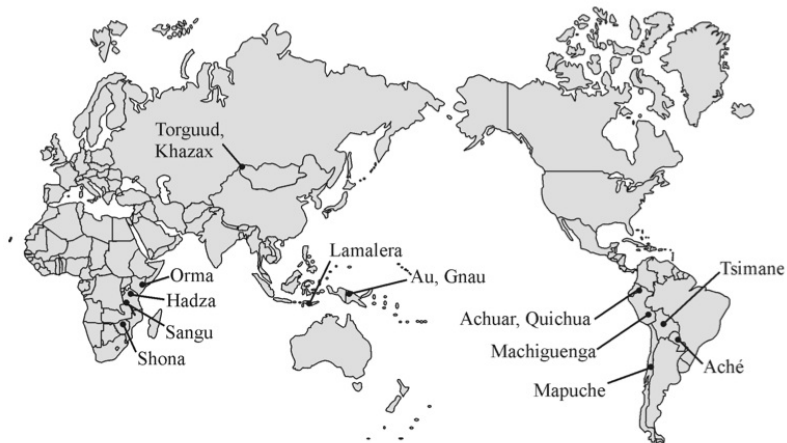 Torguud,
Khazax
Lamalera
Orma
Au, Gnau
Tsimane
Hadza
Achuar, Quichua
Sangu
Machiguenga
Shona
Aché
Mapuche